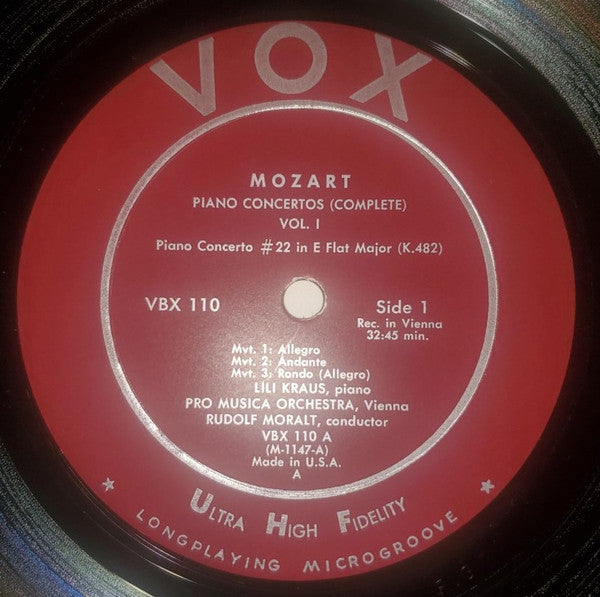 VOX
MOZART
PIANO CONCERTOS (COMPLETE)
VOL. I
Piano Concerto #22 in E Flat Major (K.482)
VBX 110
Side 1
Rec. in Vienna
32:45 min.
Mvt. 1: Allegro
Mvt. 2: Andante
Mvt. 3: Rondo (Allegro)
LILI KRAUS, piano
PRO MUSICA ORCHESTRA, Vienna
RUDOLF MORALT, conductor
VBX 110 A
(M-1147-A)
Made in U.S.A.
A
ULTRA HIGH FIDELITY
LONGPLAYING MICROGROOVE